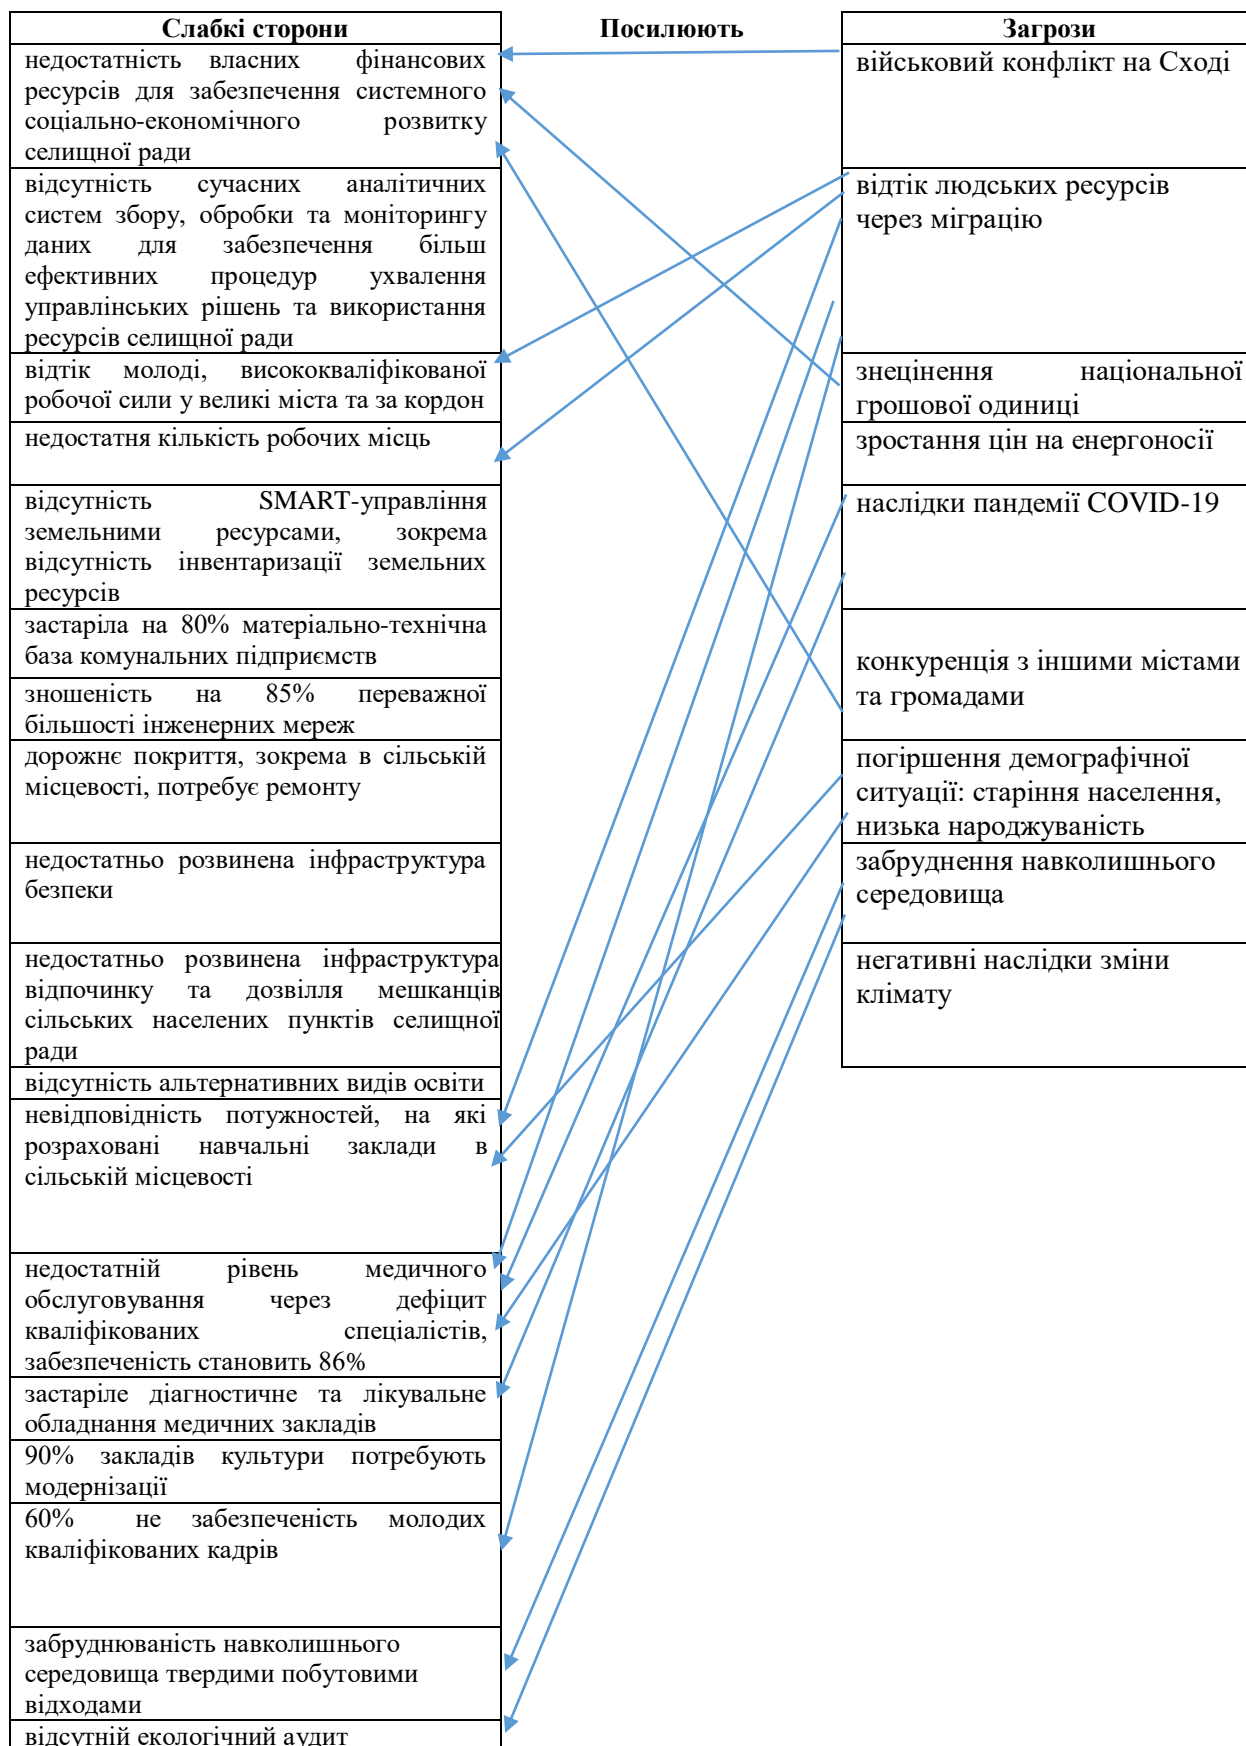 Слабкі сторони
недостатність власних фінансових
ресурсів для забезпечення системного
соціально-економічного розвитку
селищної ради
відсутність сучасних аналітичних
систем збору, обробки та моніторингу
даних для забезпечення більш
ефективних процедур ухвалення
управлінських рішень та використання
ресурсів селищної ради
відтік молоді, висококваліфікованої
робочої сили у великі міста та за кордон
недостатня кількість робочих місць
відсутність SMART-управління
земельними ресурсами, зокрема
відсутність інвентаризації земельних
ресурсів
застаріла на 80% матеріально-технічна
база комунальних підприємств
зношеність на 85% переважної
більшості інженерних мереж
дорожнє покриття, зокрема в сільській
місцевості, потребує ремонту
недостатньо розвинена інфраструктура
безпеки
недостатньо розвинена інфраструктура
відпочинку та дозвілля мешканців
сільських населених пунктів селищної
ради
відсутність альтернативних видів освіти
невідповідність потужностей, на які
розраховані навчальні заклади в
сільській місцевості
недостатній рівень медичного
обслуговування через дефіцит
кваліфікованих спеціалістів,
забезпеченість становить 86%
застаріле діагностичне та лікувальне
обладнання медичних закладів
90% закладів культури потребують
модернізації
60% не забезпеченість молодих
кваліфікованих кадрів
забруднюваність навколишнього
середовища твердими побутовими
відходами
відсутній екологічний аудит
Посилюють
Загрози
військовий конфлікт на Сході
відтік людських ресурсів
через міграцію
знецінення національної
грошової одиниці
зростання цін на енергоносії
наслідки пандемії COVID-19
конкуренція з іншими містами
та громадами
погіршення демографічної
ситуації: старіння населення,
низька народжуваність
забруднення навколишнього
середовища
негативні наслідки зміни
клімату